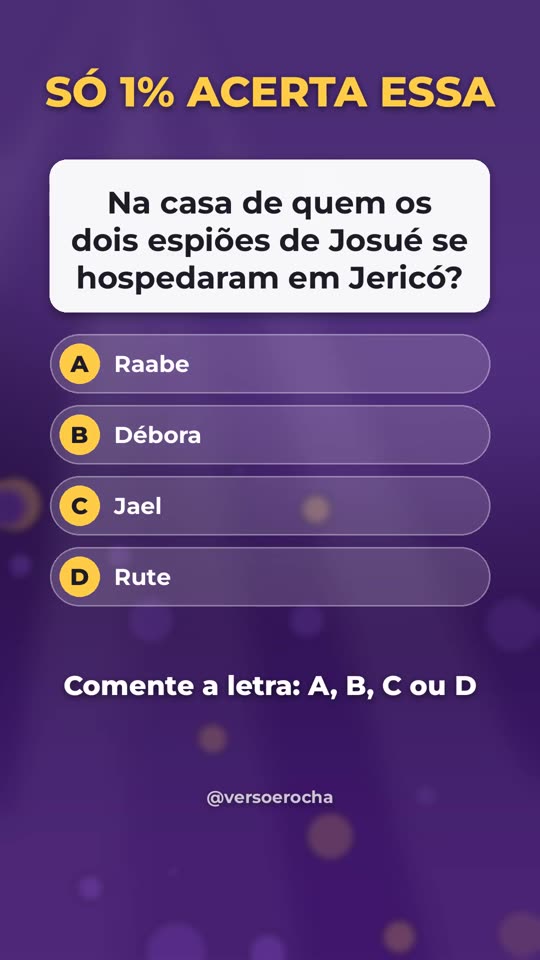 SÓ 1% ACERTA ESSA
Na casa de quem os
dois espiões de Josué se
hospedaram em Jericó?
A Raabe
B Débora
C Jael
D Rute
Comente a letra: A, B, C ou D
@versoerocha